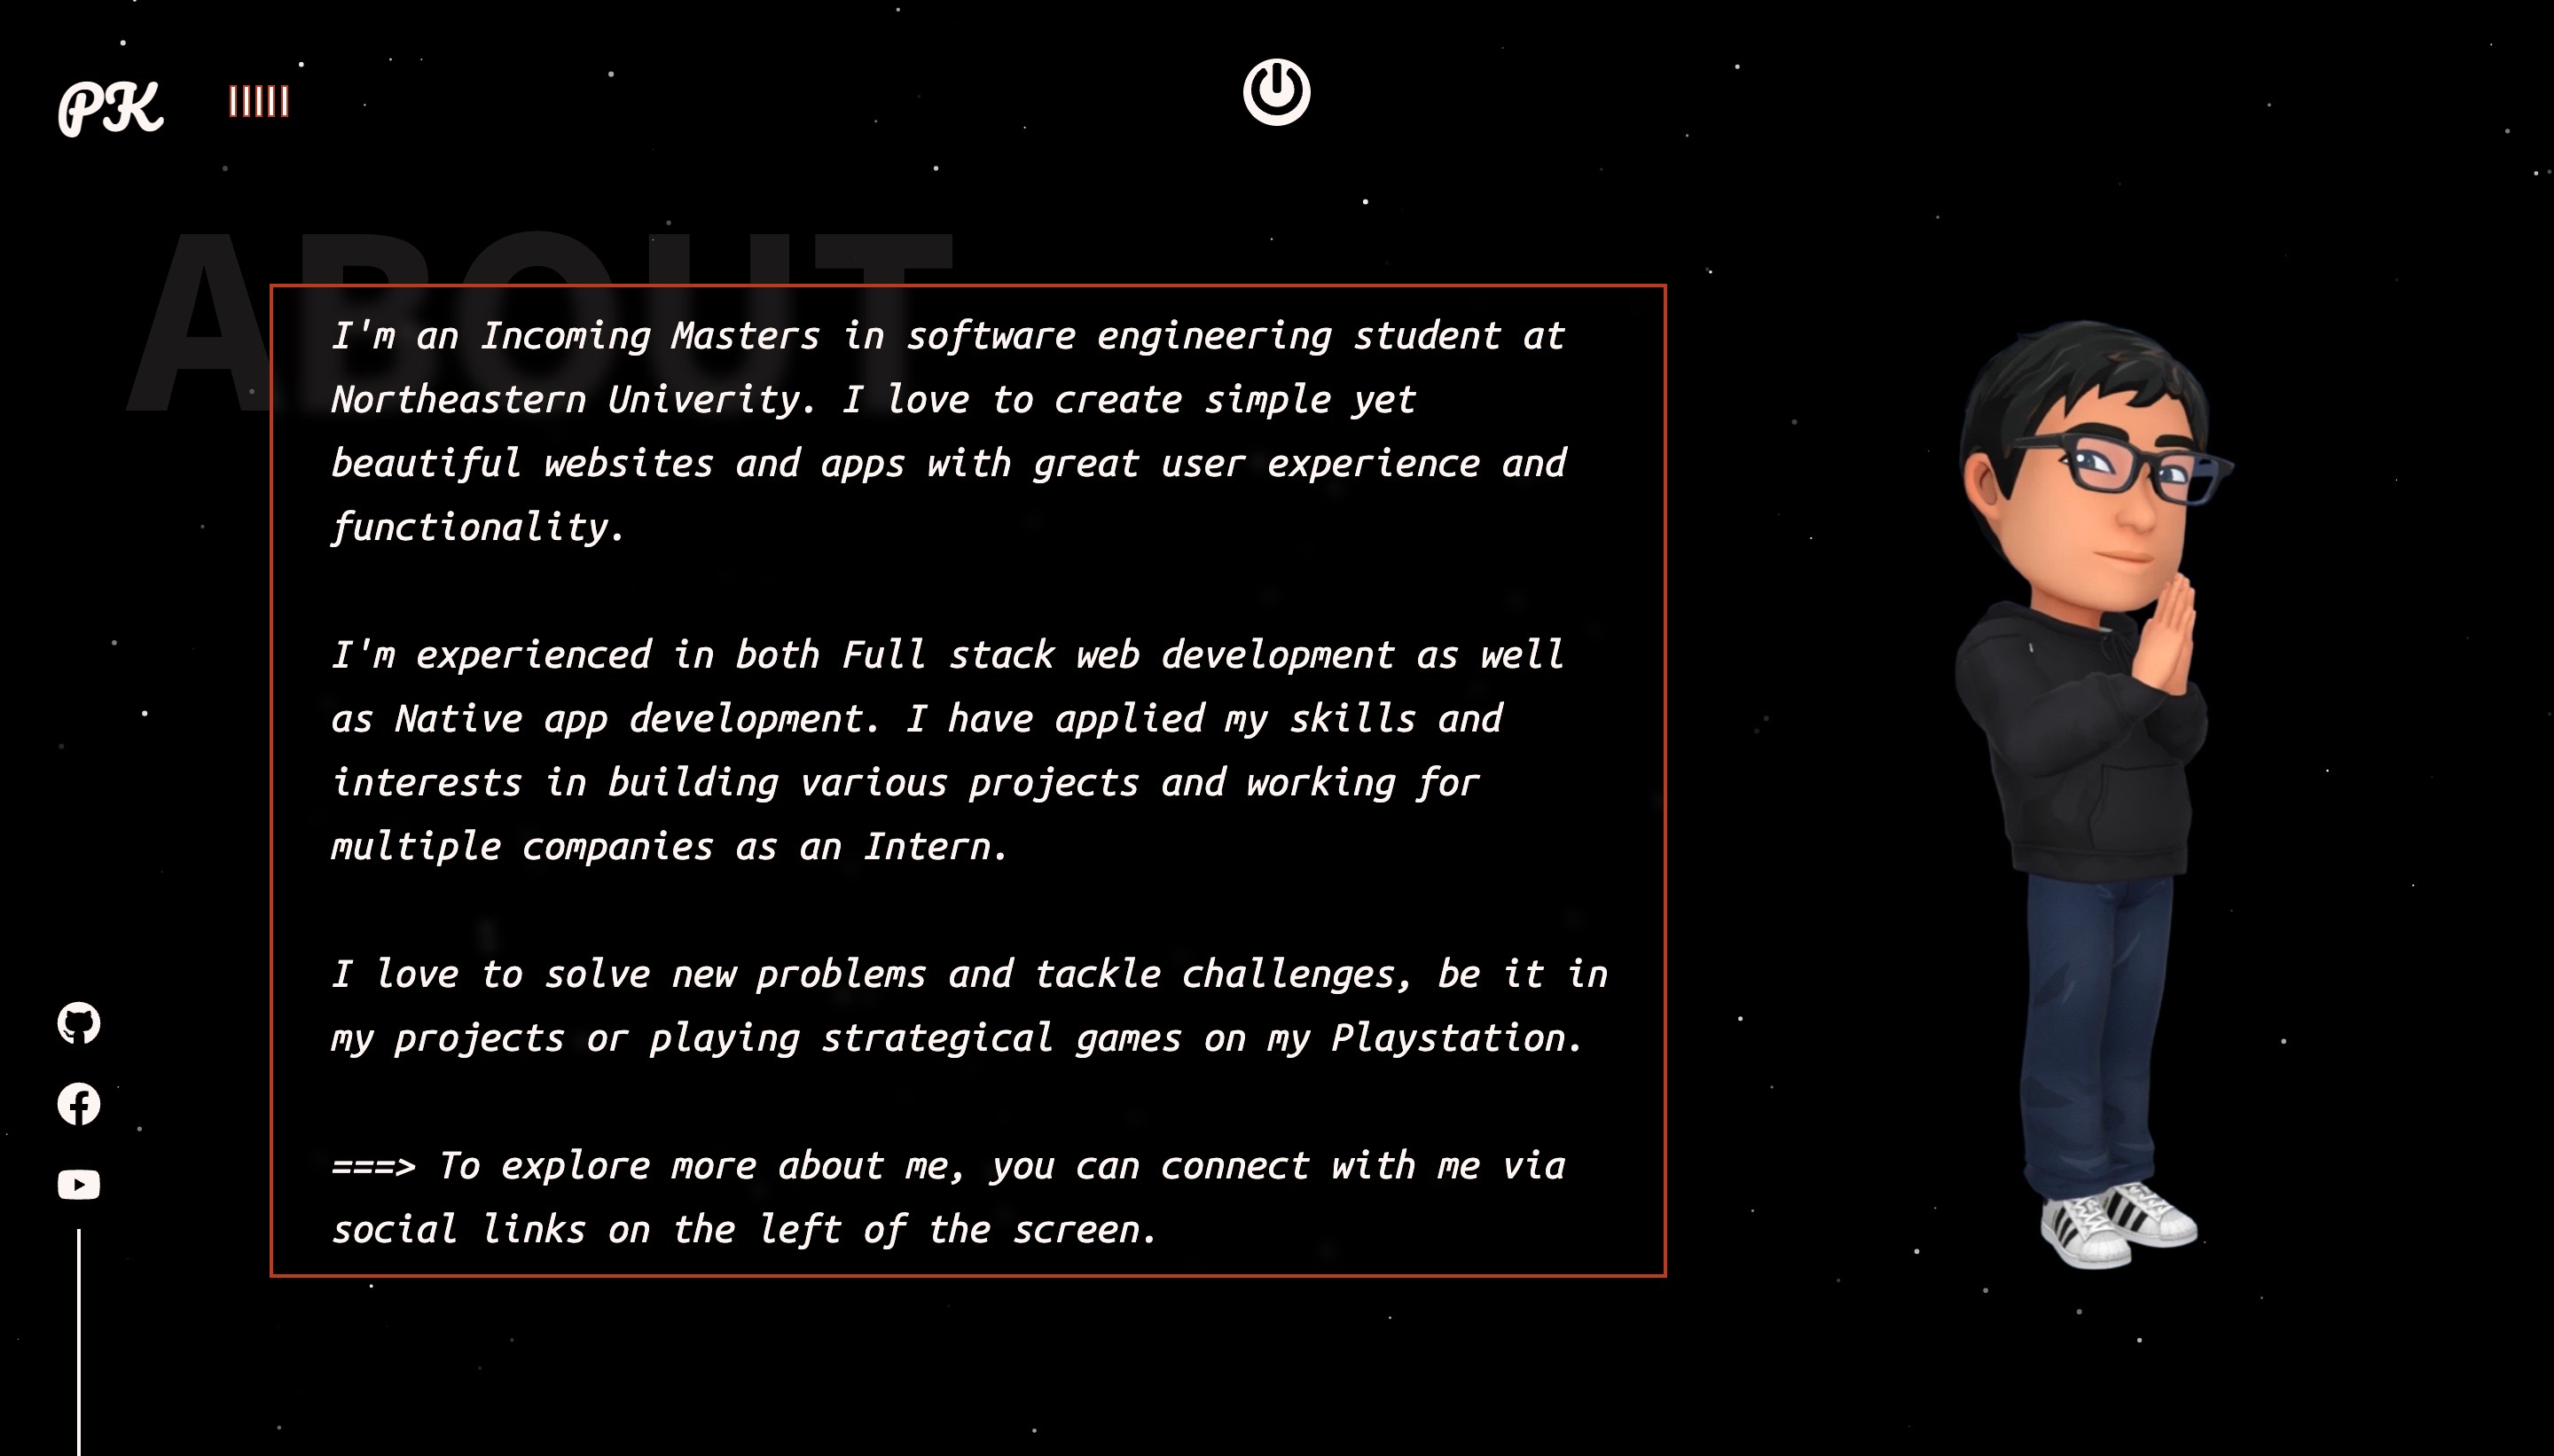 PK
ABOUT
I'm an Incoming Masters in software engineering student at
Northeastern Univerity. I love to create simple yet
beautiful websites and apps with great user experience and
functionality.
I'm experienced in both Full stack web development as well
as Native app development. I have applied my skills and
interests in building various projects and working for
multiple companies as an Intern.
I love to solve new problems and tackle challenges, be it in
my projects or playing strategical games on my Playstation.
===> To explore more about me, you can connect with me via
social links on the left of the screen.